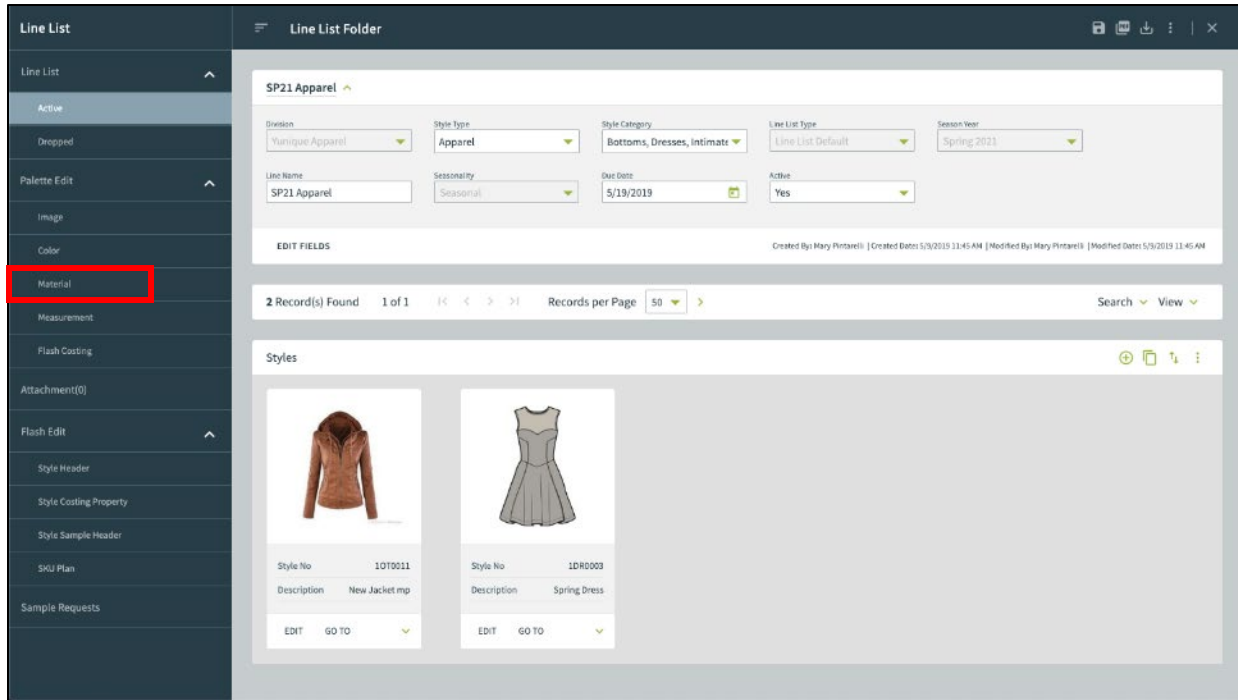 Line List
Line List Folder
Line List
Active
Dropped
Palette Edit
Image
Color
Material
Measurement
Flash Costing
Attachment(0)
Flash Edit
Style Header
Style Costing Property
Style Sample Header
SKU Plan
Sample Requests
SP21 Apparel
Division
Style Type
Style Category
Line List Type
Season Year
Yunique Apparel
Apparel
Bottoms, Dresses, Intimate
Line List Default
Spring 2021
Line Name
Seasonality
Due Date
Active
SP21 Apparel
Seasonal
5/19/2019
Yes
EDIT FIELDS
Created By: Mary Pintarelli | Created Date: 5/9/2019 11:45 AM | Modified By: Mary Pintarelli | Modified Date: 5/9/2019 11:45 AM
2 Record(s) Found 1 of 1 Records per Page 50 Search View
Styles
Style No 1OT0011
Description New Jacket mp
EDIT GO TO
Style No 1DR0003
Description Spring Dress
EDIT GO TO